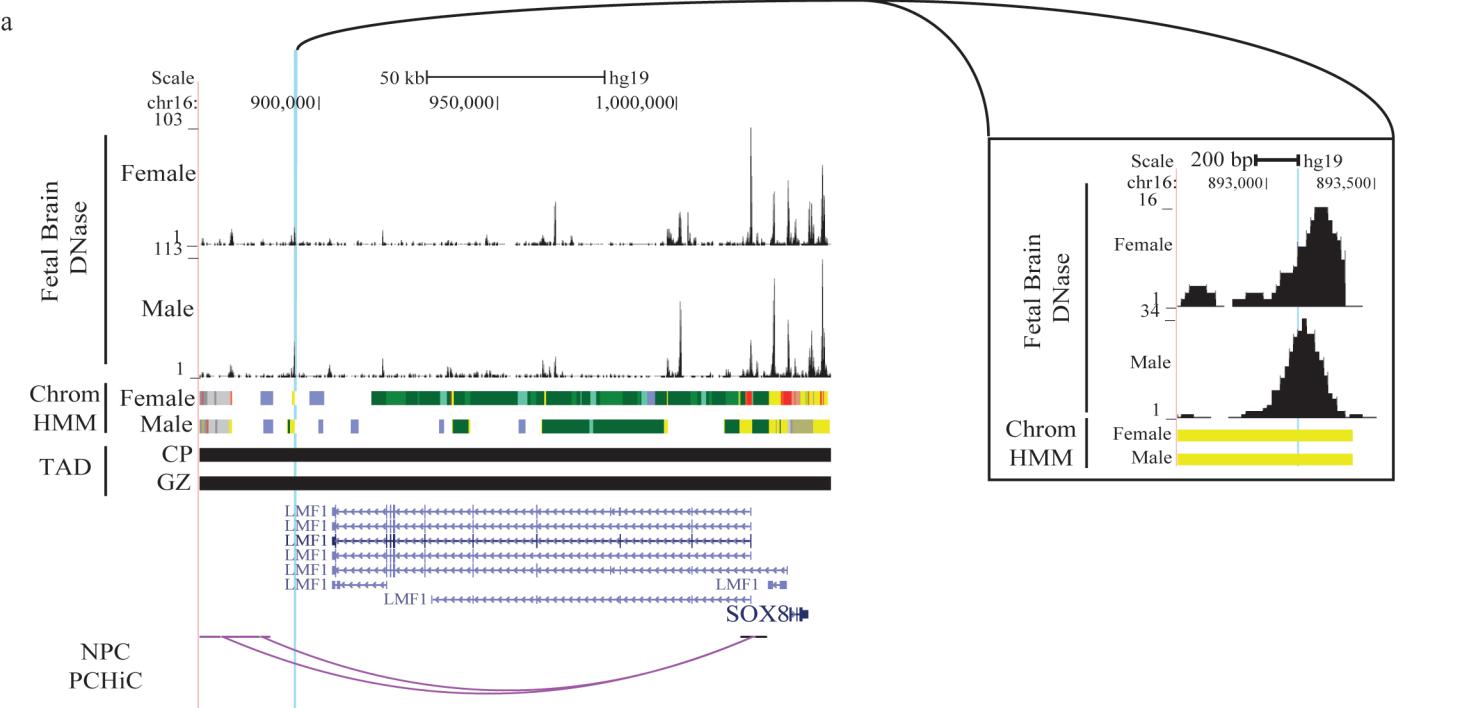 a
Scale 50 kb hg19
chr16: 900,000| 950,000| 1,000,000|
103
Female
1
113
Male
1
Fetal Brain
DNase
Chrom
HMM
Female
Male
TAD
CP
GZ
LMF1
LMF1
LMF1
LMF1
LMF1
LMF1 LMF1
LMF1
SOX8
NPC
PCHiC
Scale 200 bp hg19
chr16: 893,000| 893,500|
16
Female
1
34
Male
1
Fetal Brain
DNase
Chrom
HMM
Female
Male